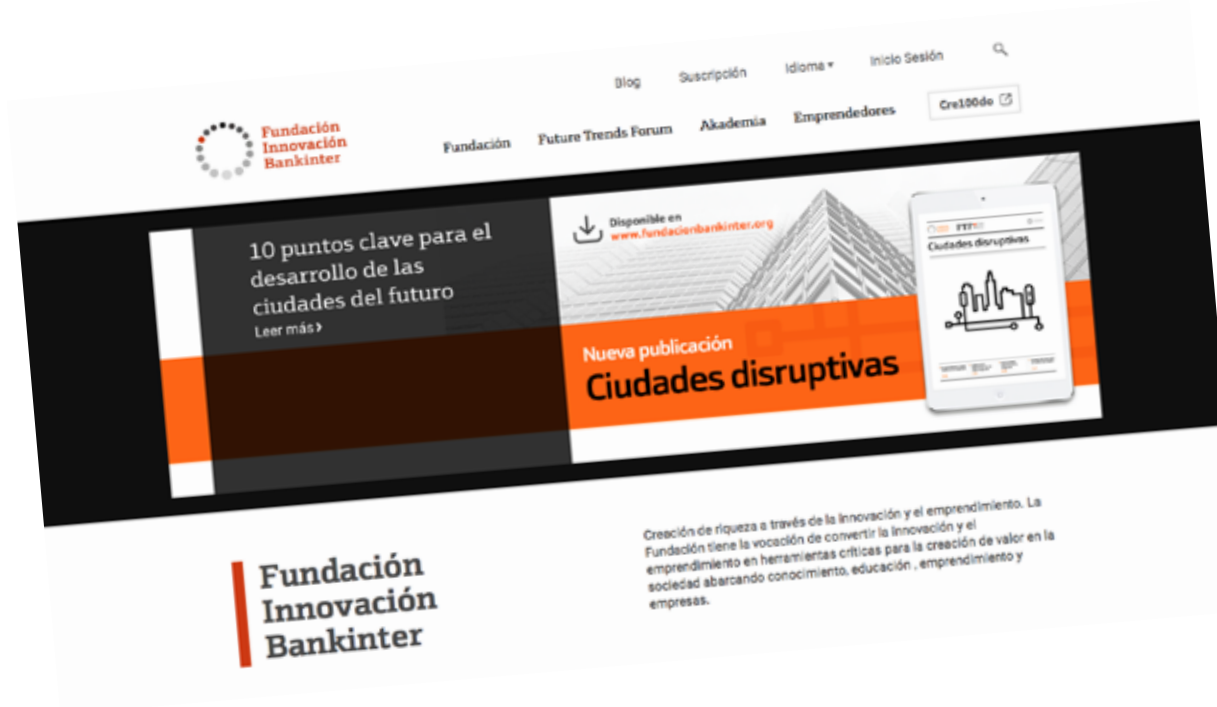 Blog Suscripción Idioma Inicio Sesión
Fundación
Innovación
Bankinter
Fundación Future Trends Forum Akademia Emprendedores Cre100do
10 puntos clave para el
desarrollo de las
ciudades del futuro
Leer más
Disponible en
www.fundacionbankinter.org
Nueva publicación
Ciudades disruptivas
Ciudades disruptivas
Fundación
Innovación
Bankinter
Creación de riqueza a través de la innovación y el emprendimiento. La
Fundación tiene la vocación de convertir la innovación y el
emprendimiento en herramientas críticas para la creación de valor en la
sociedad abarcando conocimiento, educación , emprendimiento y
empresas.